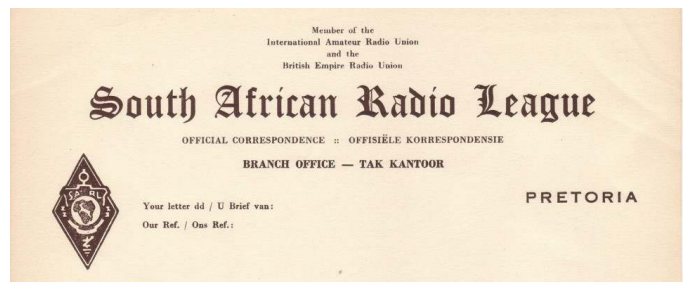 Member of the
International Amateur Radio Union
and the
British Empire Radio Union
South African Radio League
OFFICIAL CORRESPONDENCE :: OFFISIËLE KORRESPONDENSIE
BRANCH OFFICE — TAK KANTOOR
PRETORIA
SARL
Your letter dd / U Brief van:
Our Ref. / Ons Ref.: